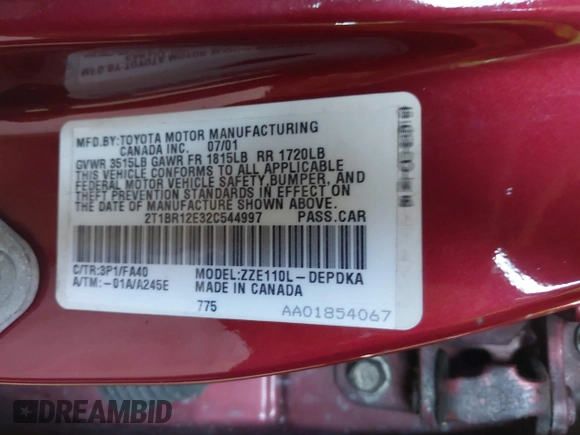 MFD.BY:TOYOTA MOTOR MANUFACTURING
CANADA INC. 07/01
GVWR 3515LB GAWR FR 1815LB RR 1720LB
THIS VEHICLE CONFORMS TO ALL APPLICABLE
FEDERAL MOTOR VEHICLE SAFETY,BUMPER, AND
THEFT PREVENTION STANDARDS IN EFFECT ON THE
DATE OF MANUFACTURE SHOWN ABOVE.
2T1BR12E32C544997 PASS.CAR
C/TR:3P1/FA40 MODEL:ZZE110L-DEPDKA
A/TM:-01A/A245E MADE IN CANADA
775 AA01854067
DREAMBID